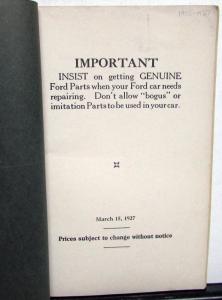 IMPORTANT
INSIST on getting GENUINE
Ford Parts when your Ford car needs
repairing. Don't allow "bogus" or
imitation Parts to be used in your car.
March 15, 1927
Prices subject to change without notice